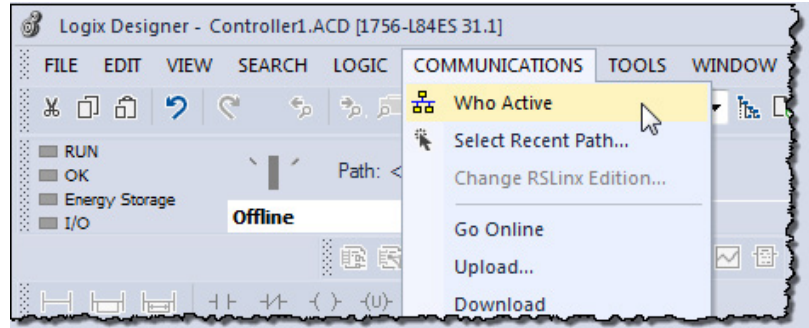 Logix Designer - Controller1.ACD [1756-L84ES 31.1]
FILE EDIT VIEW SEARCH LOGIC COMMUNICATIONS TOOLS WINDOW
Who Active
RUN
Select Recent Path...
OK
Path: <
Change RSLinx Edition...
Energy Storage
I/O
Offline
Go Online
Upload...
Download